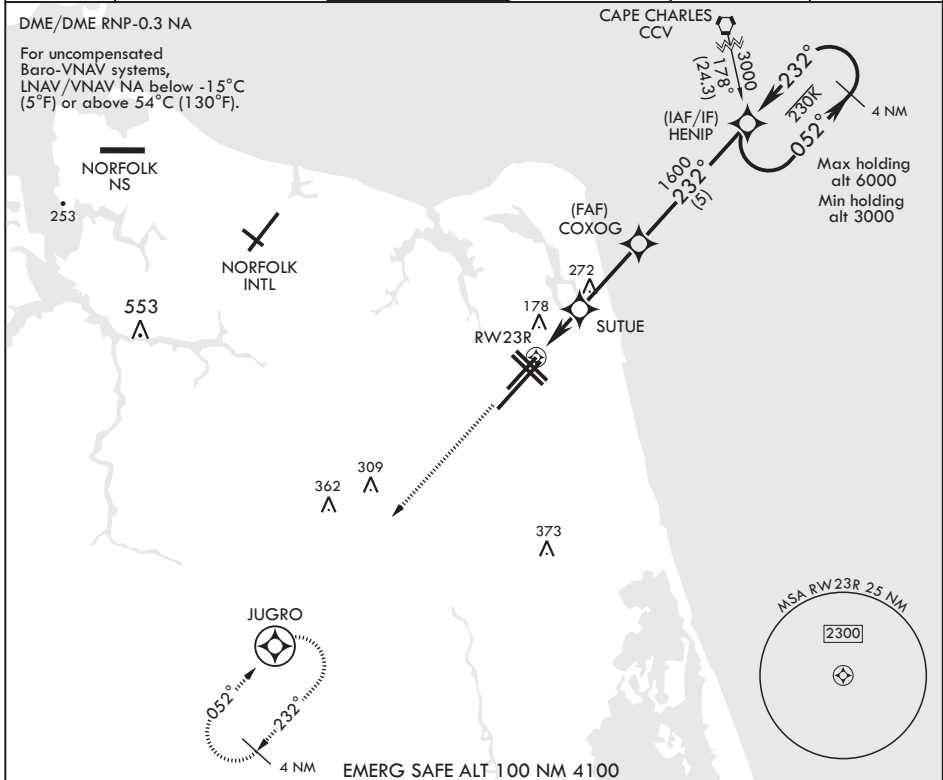 DME/DME RNP-0.3 NA
For uncompensated
Baro-VNAV systems,
LNAV/VNAV NA below -15°C
(5°F) or above 54°C (130°F).
CAPE CHARLES
CCV
3000
178°
(24.3)
(IAF/IF)
HENIP
232°
230K
052°
4 NM
Max holding
alt 6000
Min holding
alt 3000
1600
232°
(5)
NORFOLK
NS
253
NORFOLK
INTL
(FAF)
COXOG
272
553
178
SUTUE
RW23R
309
362
373
JUGRO
052°
232°
4 NM
MSA RW23R 25 NM
2300
EMERG SAFE ALT 100 NM 4100